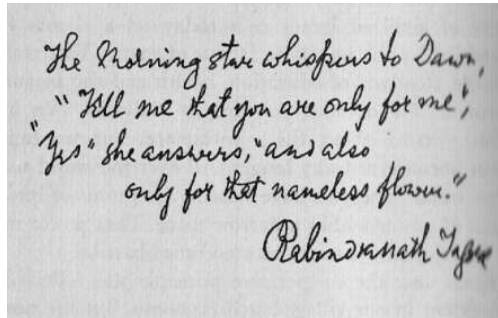 The Morning star whispers to Dawn,
"Tell me that you are only for me",
"Yes" she answers, "and also
only for that nameless flower."
Rabindranath Tagore